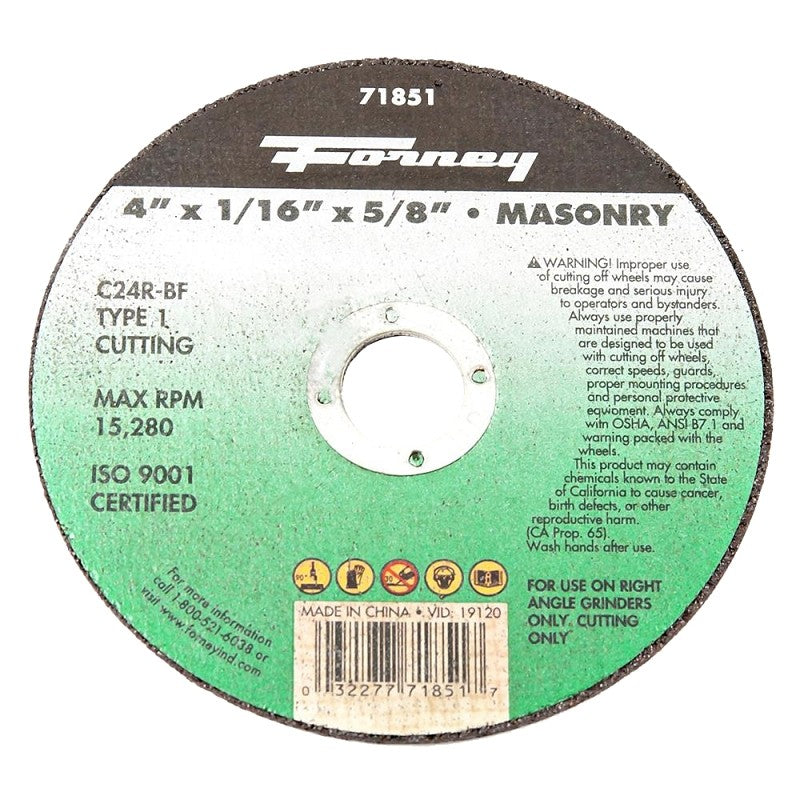 71851
Forney
4" x 1/16" x 5/8" • MASONRY
C24R-BF
TYPE 1
CUTTING
MAX RPM
15,280
ISO 9001
CERTIFIED
⚠ WARNING! Improper use
of cutting off wheels may cause
breakage and serious injury
to operators and bystanders.
Always use properly
maintained machines that
are designed to be used
with cutting off wheels,
correct speeds, guards,
proper mounting procedures
and personal protective
equipment. Always comply
with OSHA, ANSI B7.1 and
warning packed with the
wheels.
This product may contain
chemicals known to the State
of California to cause cancer,
birth defects, or other
reproductive harm.
(CA Prop. 65).
Wash hands after use.
For more information
call 1-800-521-6038 or
visit www.forneyind.com
90°
30
MADE IN CHINA • VID: 19120
0 32277 71851 7
FOR USE ON RIGHT
ANGLE GRINDERS
ONLY. CUTTING
ONLY